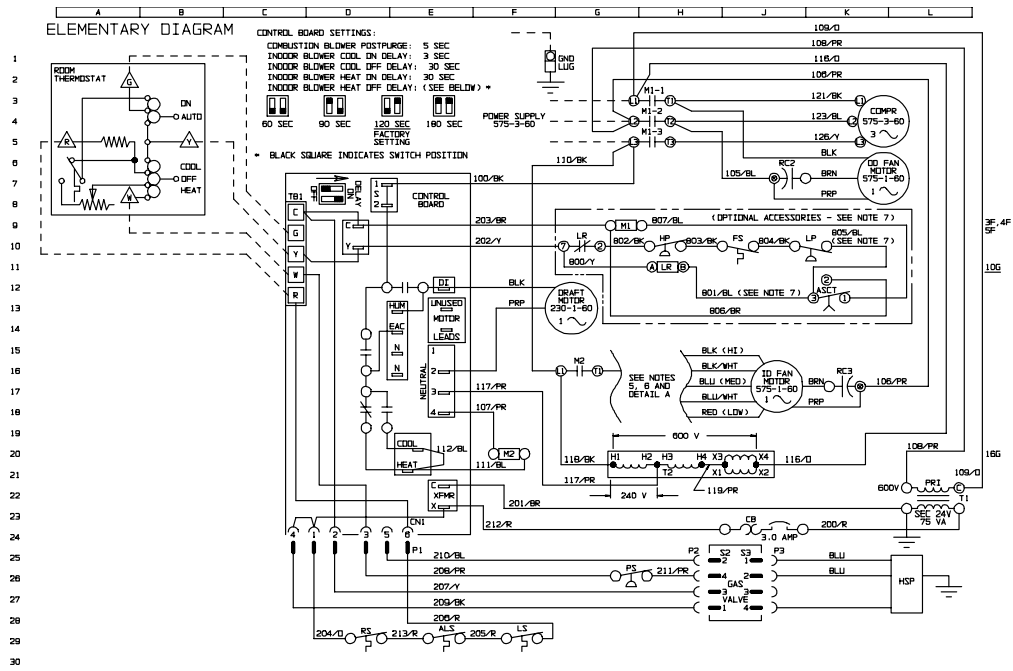 A B C D E F G H J K L
ELEMENTARY DIAGRAM
CONTROL BOARD SETTINGS:
COMBUSTION BLOWER POSTPURGE: 5 SEC
INDOOR BLOWER COOL ON DELAY: 3 SEC
INDOOR BLOWER COOL OFF DELAY: 30 SEC
INDOOR BLOWER HEAT ON DELAY: 30 SEC
INDOOR BLOWER HEAT OFF DELAY: (SEE BELOW) *
60 SEC
90 SEC
120 SEC
180 SEC
FACTORY
SETTING
* BLACK SQUARE INDICATES SWITCH POSITION
1
2
3
4
5
6
7
8
9
10
11
12
13
14
15
16
17
18
19
20
21
22
23
24
25
26
27
28
29
30
ROOM
THERMOSTAT
G
ON
AUTO
R
Y
COOL
OFF
HEAT
W
GND
LUG
POWER SUPPLY
575-3-60
109/O
108/PR
116/O
106/PR
L1
M1-1
T1
121/BK
L1
L2
M1-2
T2
123/BL
L2
L3
M1-3
T3
126/Y
L3
COMPR
575-3-60
3
BLK
110/BK
105/BL
RC2
BRN
PRP
OD FAN
MOTOR
575-1-60
1
100/BK
DELAY
ON
OFF
1
S
2
CONTROL
BOARD
TB1
C
G
Y
W
R
C
Y
203/BR
202/Y
M1
807/BL
(OPTIONAL ACCESSORIES - SEE NOTE 7)
7
LR
2
802/BK
HP
803/BK
FS
804/BK
LP
805/BL
(SEE NOTE 7)
800/Y
A
LR
B
2
801/BL (SEE NOTE 7)
3
ASCT
1
806/BR
3F,4F
5F
10G
16G
DI
BLK
PRP
DRAFT
MOTOR
230-1-60
1
HUM
EAC
N
N
UNUSED
MOTOR
LEADS
NEUTRAL
1
2
3
4
117/PR
107/PR
L1
M2
T1
SEE NOTES
5, 6 AND
DETAIL A
BLK (HI)
BLK/WHT
BLU (MED)
BLU/WHT
RED (LOW)
ID FAN
MOTOR
575-1-60
1
BRN
RC3
106/PR
PRP
COOL
HEAT
112/BL
111/BL
M2
600 V
118/BK
H1
H2
H3
H4
X3
X4
T2
X1
X2
116/O
117/PR
119/PR
240 V
108/PR
109/O
600V
PRI
C
T1
SEC 24V
75 VA
C
XFMR
X
201/BR
212/R
CB
3.0 AMP
200/R
CN1
4
1
2
3
5
6
P1
210/BL
208/PR
PS
211/PR
207/Y
209/BK
206/R
P2
S2
S3
P3
2
1
4
2
GAS
3
3
VALVE
1
4
BLU
BLU
HSP
204/O
RS
213/R
ALS
205/R
LS